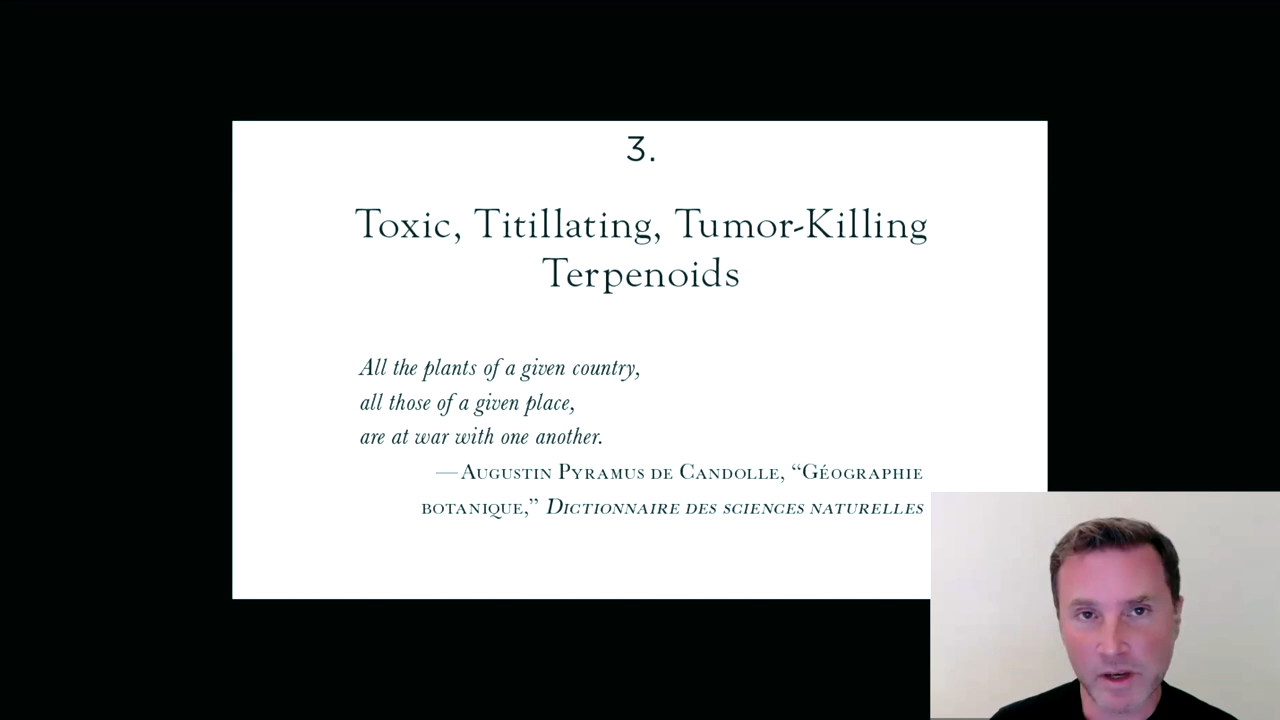 3.
Toxic, Titillating, Tumor-Killing
Terpenoids
All the plants of a given country,
all those of a given place,
are at war with one another.
—Augustin Pyramus de Candolle, “Géographie
botanique,” Dictionnaire des sciences naturelles